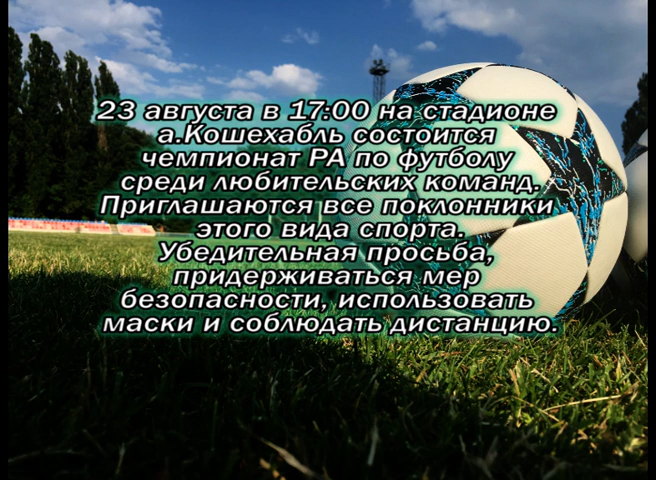 23 августа в 17:00 на стадионе
а.Кошехабль состоится
чемпионат РА по футболу
среди любительских команд.
Приглашаются все поклонники
этого вида спорта.
Убедительная просьба,
придерживаться мер
безопасности, использовать
маски и соблюдать дистанцию.